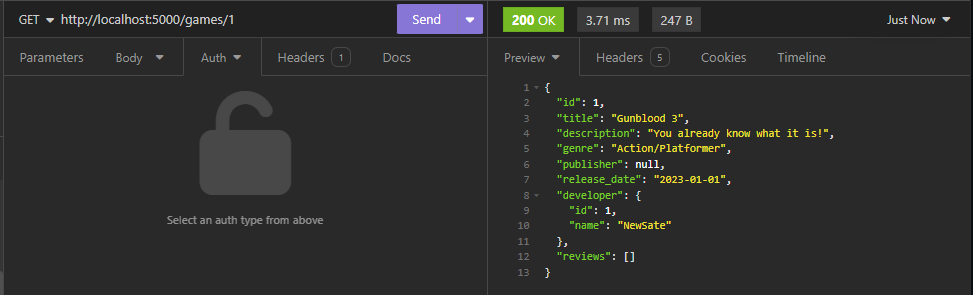 GET http://localhost:5000/games/1 Send 200 OK 3.71 ms 247 B Just Now
Parameters Body Auth Headers 1 Docs Preview Headers 5 Cookies Timeline
1 {
2 "id": 1,
3 "title": "Gunblood 3",
4 "description": "You already know what it is!",
5 "genre": "Action/Platformer",
6 "publisher": null,
7 "release_date": "2023-01-01",
8 "developer": {
9 "id": 1,
10 "name": "NewSate"
11 },
12 "reviews": []
13 }
Select an auth type from above